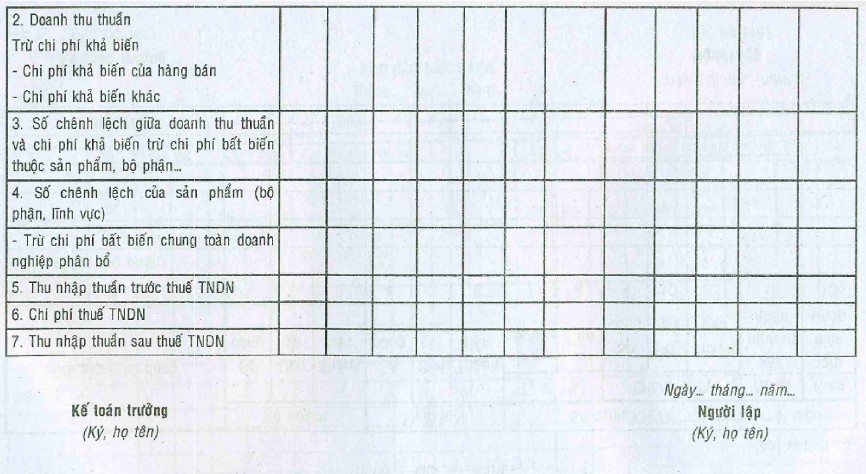 2. Doanh thu thuần
Trừ chi phí khả biến
- Chi phí khả biến của hàng bán
- Chi phí khả biến khác
3. Số chênh lệch giữa doanh thu thuần
và chi phí khả biến trừ chi phí bất biến
thuộc sản phẩm, bộ phận...
4. Số chênh lệch của sản phẩm (bộ
phận, lĩnh vực)
- Trừ chi phí bất biến chung toàn doanh
nghiệp phân bổ
5. Thu nhập thuần trước thuế TNDN
6. Chi phí thuế TNDN
7. Thu nhập thuần sau thuế TNDN
Ngày... tháng... năm...
Kế toán trưởng
Người lập
(Ký, họ tên)
(Ký, họ tên)